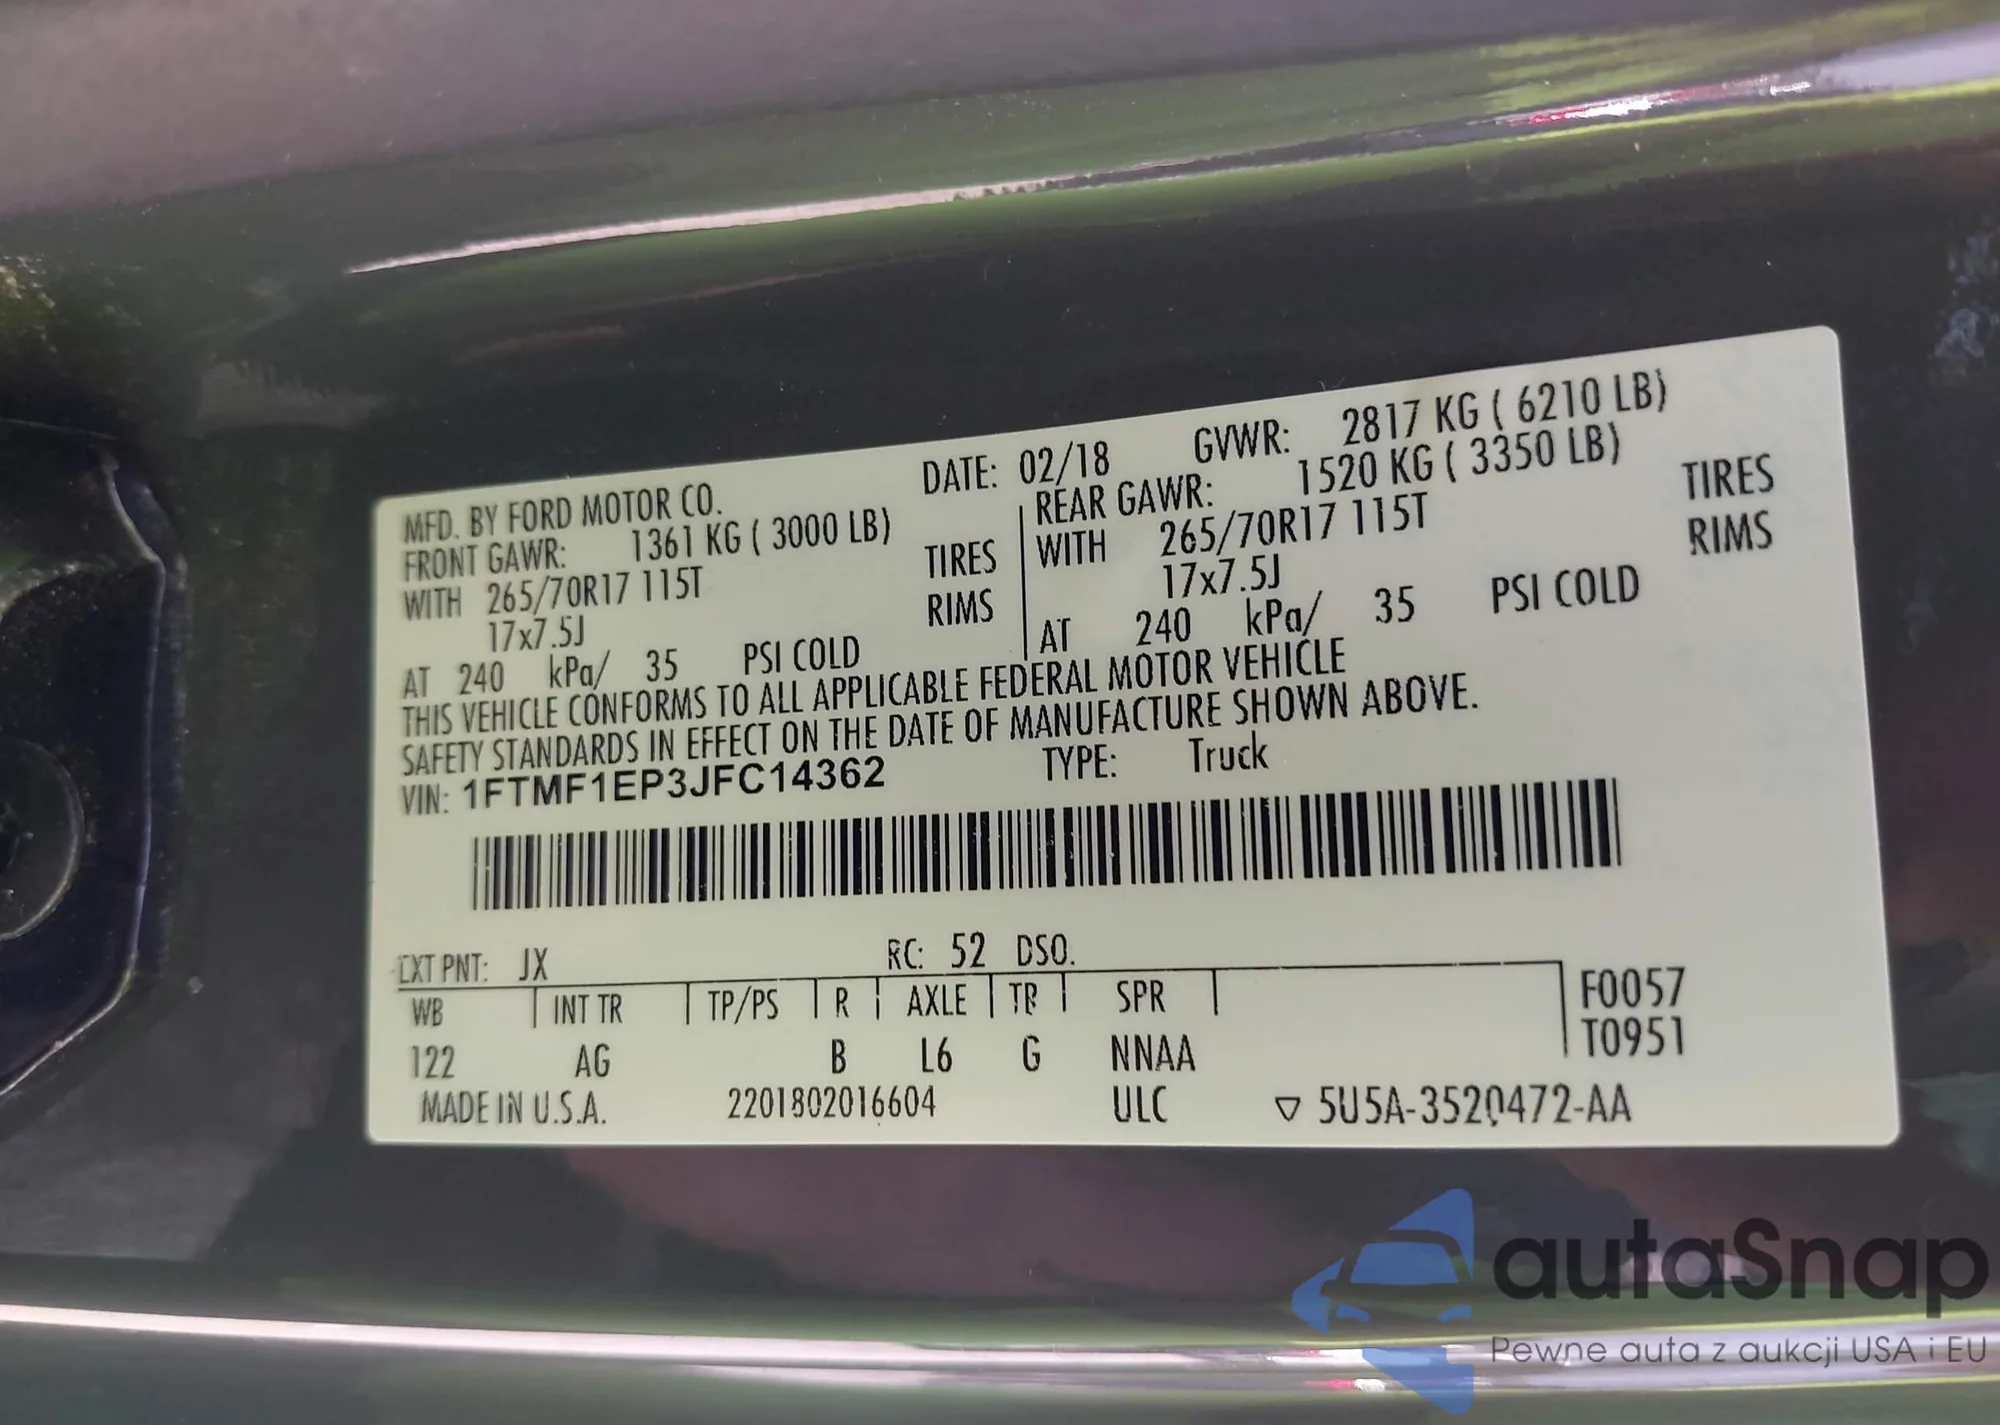 MFD. BY FORD MOTOR CO. DATE: 02/18 GVWR: 2817 KG ( 6210 LB)
FRONT GAWR: 1361 KG ( 3000 LB) REAR GAWR: 1520 KG ( 3350 LB)
WITH 265/70R17 115T TIRES WITH 265/70R17 115T TIRES
17x7.5J RIMS 17x7.5J RIMS
AT 240 kPa/ 35 PSI COLD AT 240 kPa/ 35 PSI COLD
THIS VEHICLE CONFORMS TO ALL APPLICABLE FEDERAL MOTOR VEHICLE
SAFETY STANDARDS IN EFFECT ON THE DATE OF MANUFACTURE SHOWN ABOVE.
VIN: 1FTMF1EP3JFC14362 TYPE: Truck
EXT PNT: JX RC: 52 DSO.
WB INT TR TP/PS R AXLE TR SPR F0057
T0951
122 AG B L6 G NNAA
MADE IN U.S.A. 2201802016604 ULC ▽ 5U5A-3520472-AA
autaSnap
Pewne auta z aukcji USA i EU